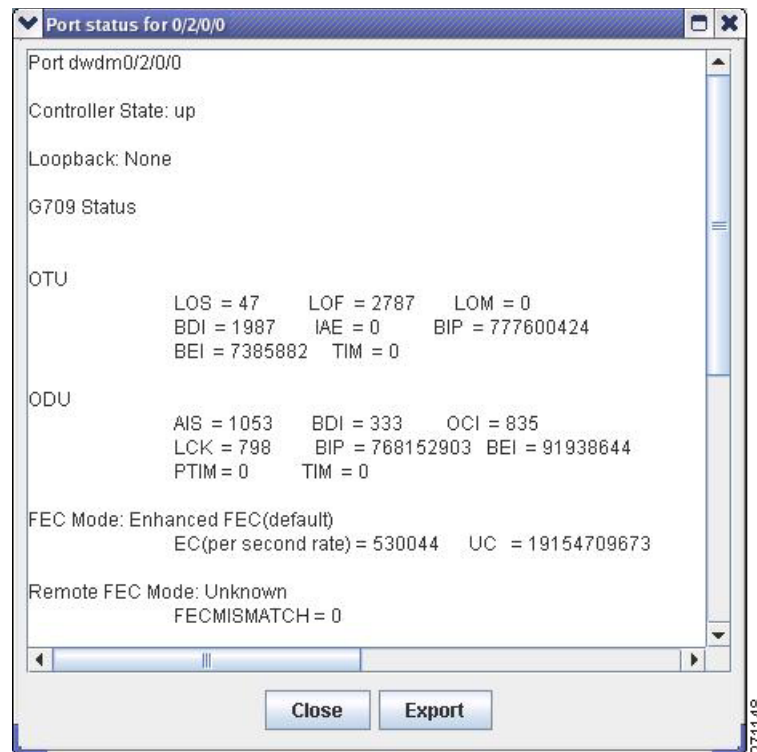 Port status for 0/2/0/0
Port dwdm0/2/0/0
Controller State: up
Loopback: None
G709 Status
OTU
LOS = 47 LOF = 2787 LOM = 0
BDI = 1987 IAE = 0 BIP = 777600424
BEI = 7385882 TIM = 0
ODU
AIS = 1053 BDI = 333 OCI = 835
LCK = 798 BIP = 768152903 BEI = 91938644
PTIM = 0 TIM = 0
FEC Mode: Enhanced FEC(default)
EC(per second rate) = 530044 UC = 19154709673
Remote FEC Mode: Unknown
FECMISMATCH = 0
Close Export
271148